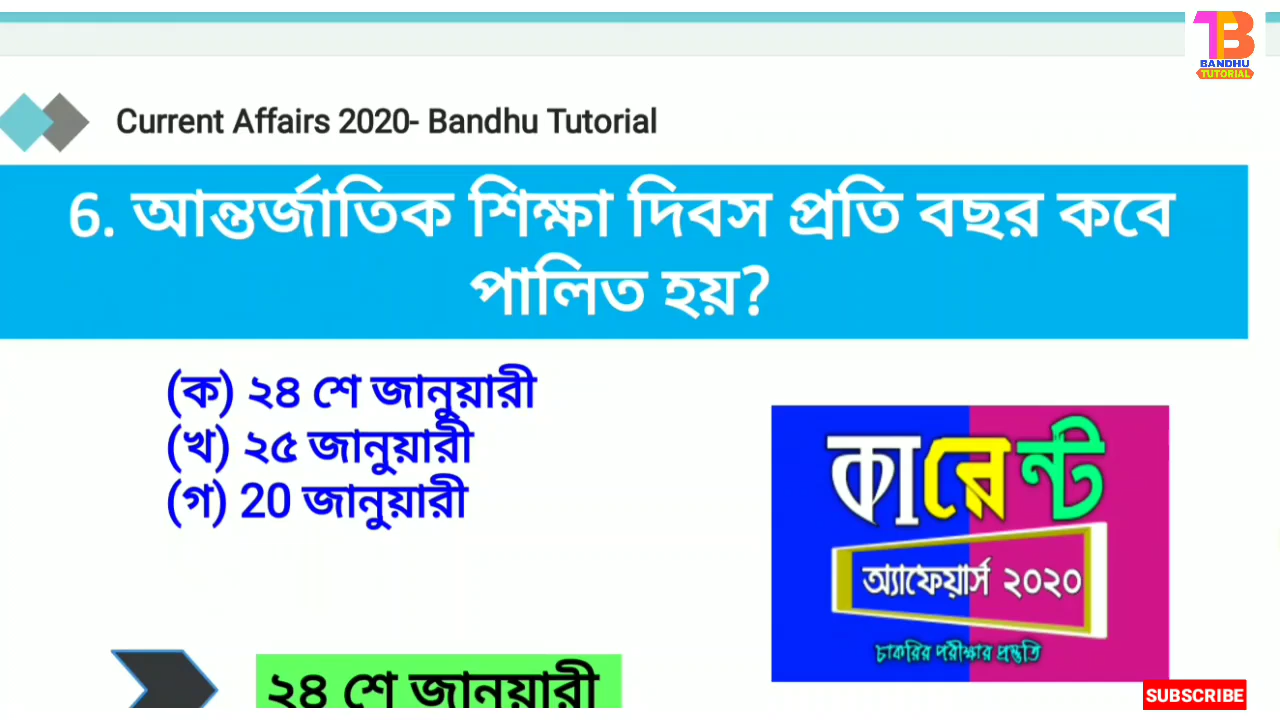 BANDHU
TUTORIAL
Current Affairs 2020- Bandhu Tutorial
6. আন্তর্জাতিক শিক্ষা দিবস প্রতি বছর কবে
পালিত হয়?
(ক) ২৪ শে জানুয়ারী
(খ) ২৫ জানুয়ারী
(গ) 20 জানুয়ারী
কারেন্ট
অ্যাফেয়ার্স ২০২০
চাকরির পরীক্ষার প্রস্তুতি
২৪ শে জানুয়ারী
SUBSCRIBE